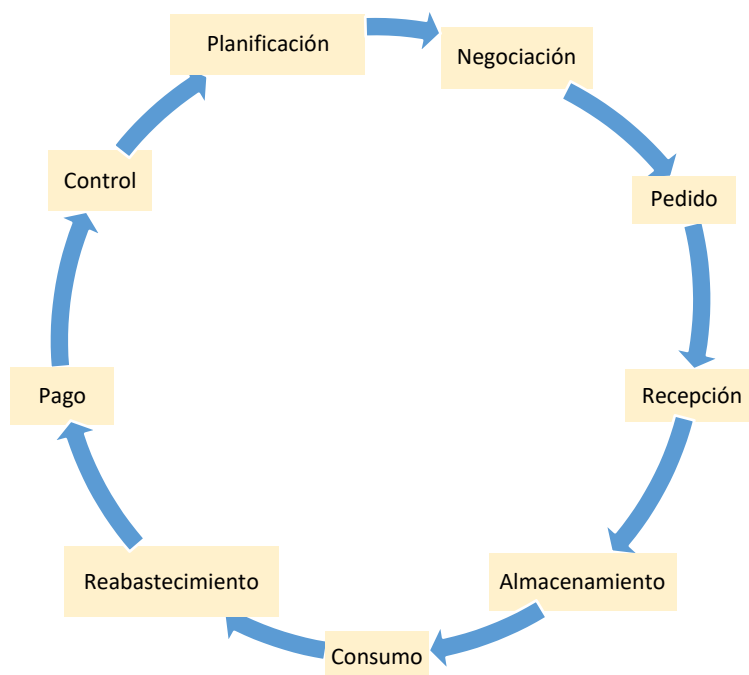 Planificación
Negociación
Pedido
Recepción
Almacenamiento
Consumo
Reabastecimiento
Pago
Control